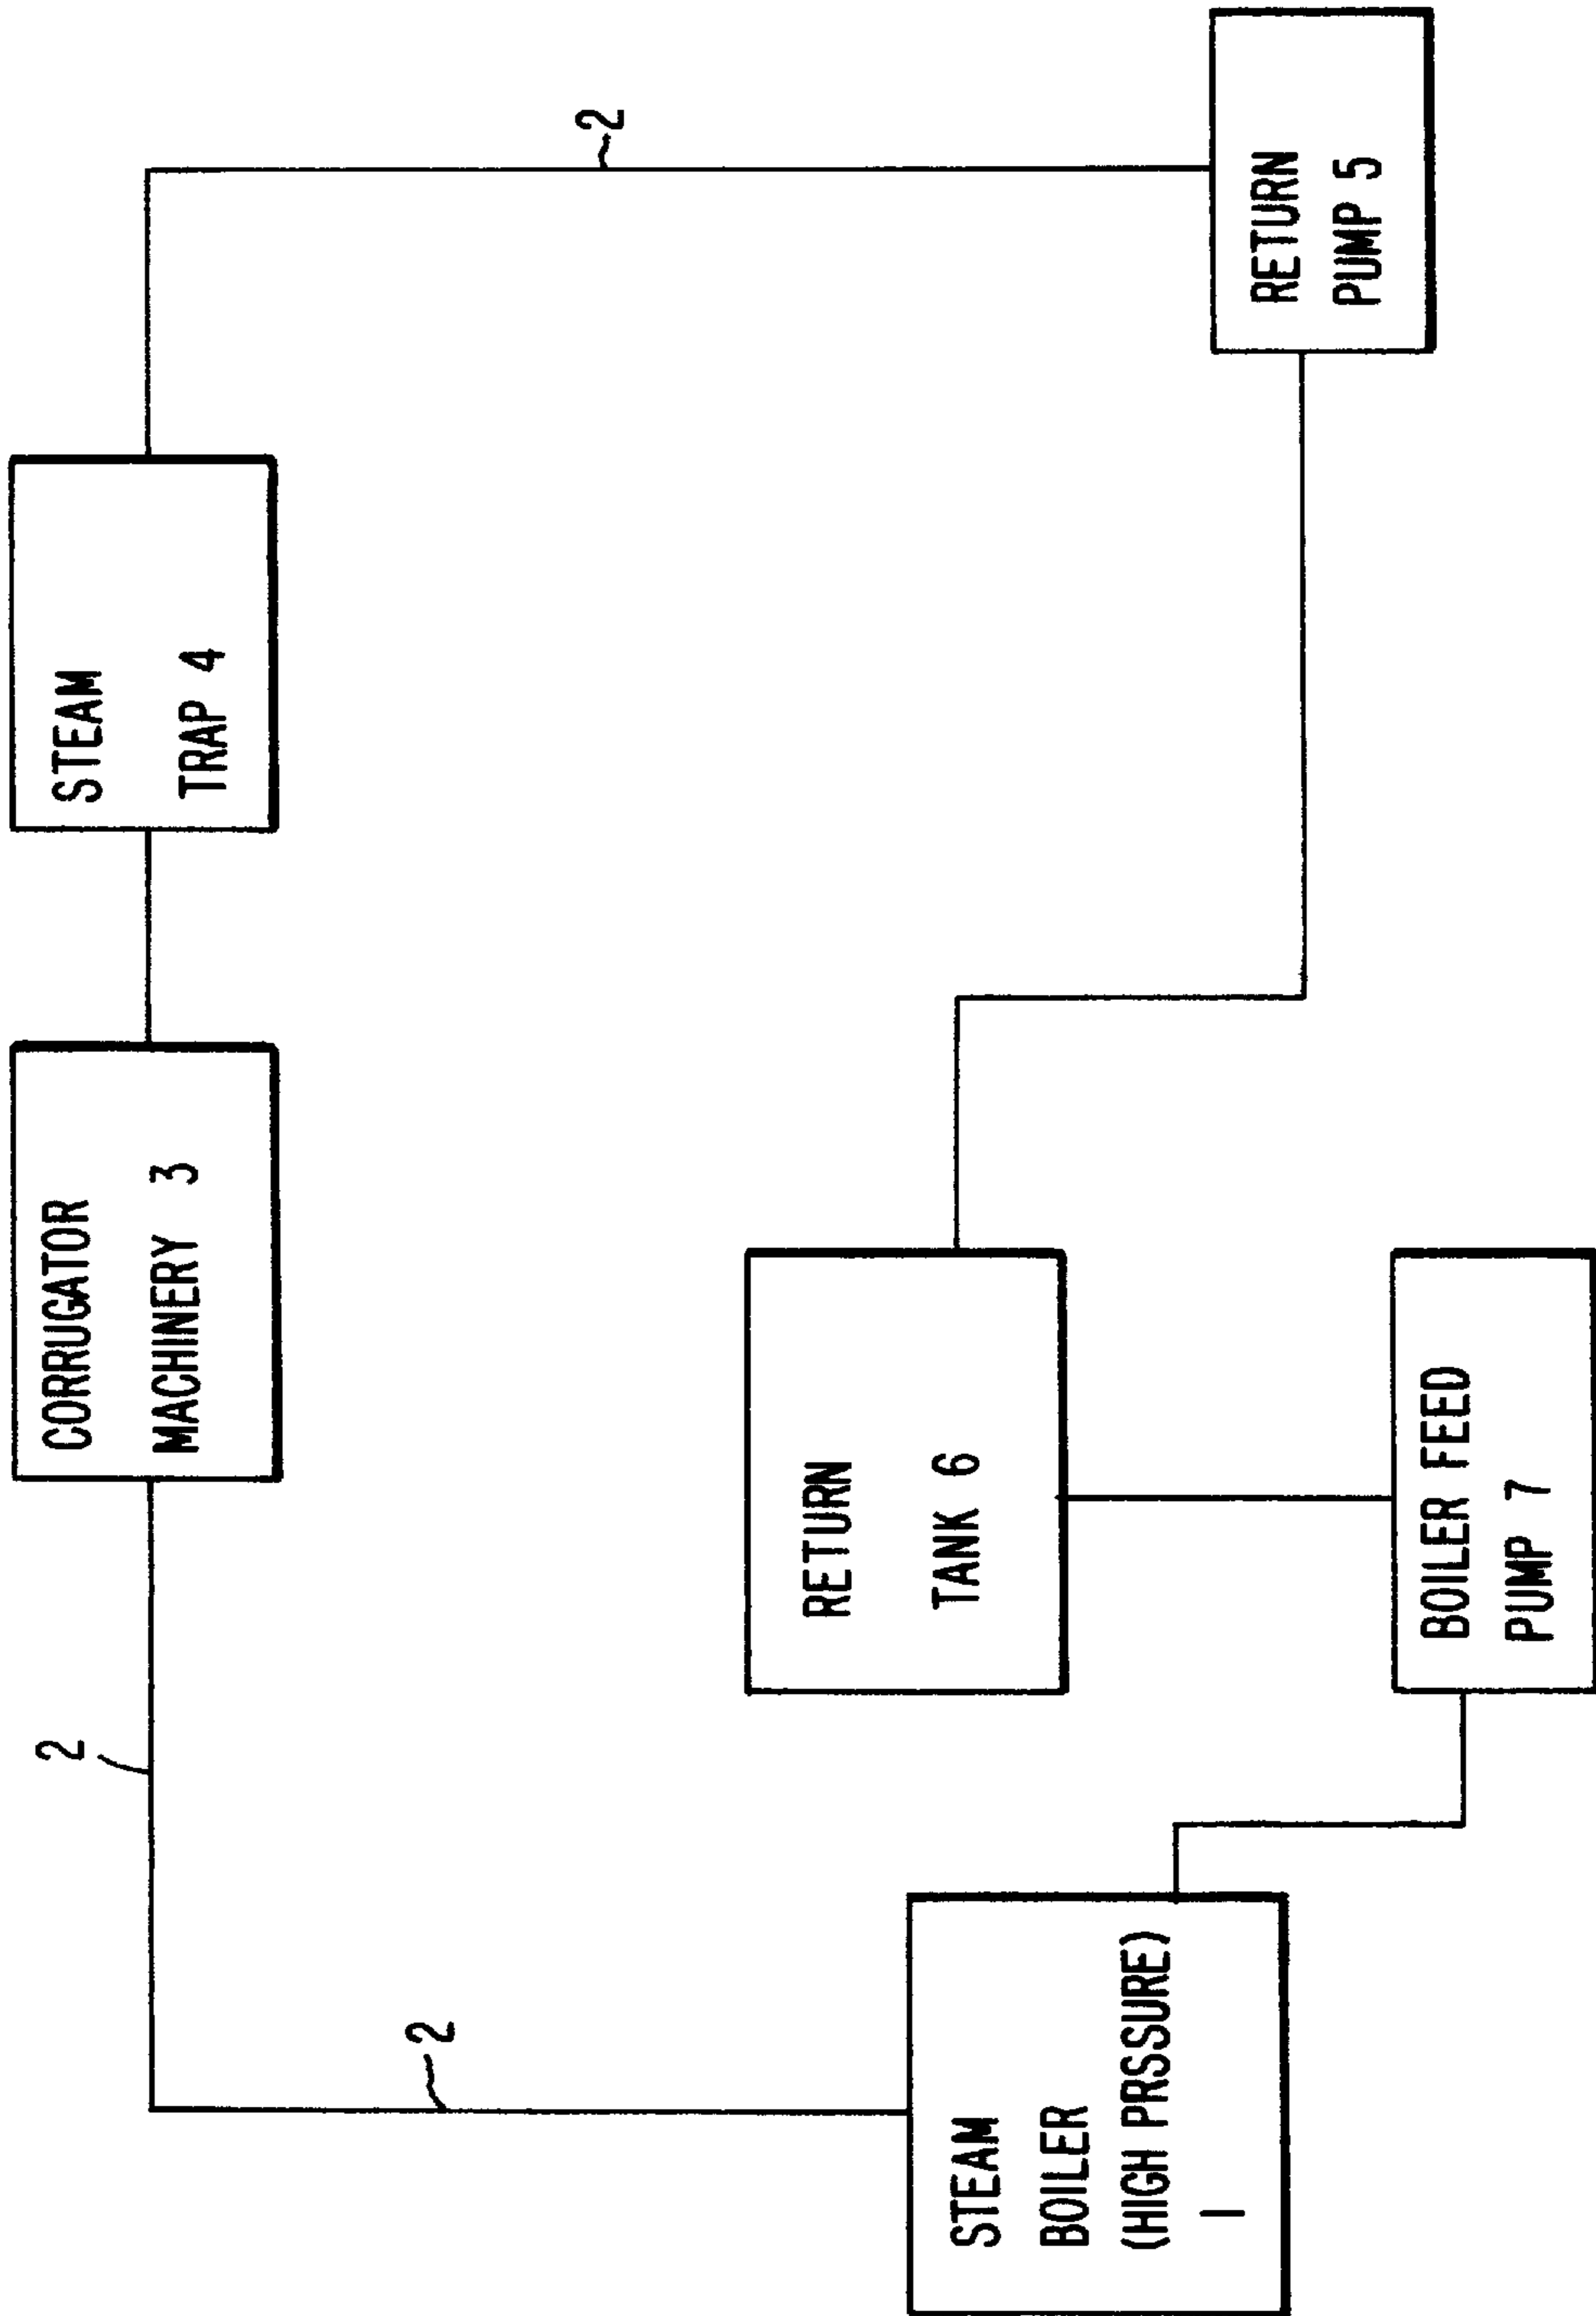 2
CORRUGATOR
MACHINERY 3
STEAM
TRAP 4
2
2
STEAM
BOILER
(HIGH PRSSURE)
1
RETURN
TANK 6
BOILER FEED
PUMP 7
RETURN
PUMP 5